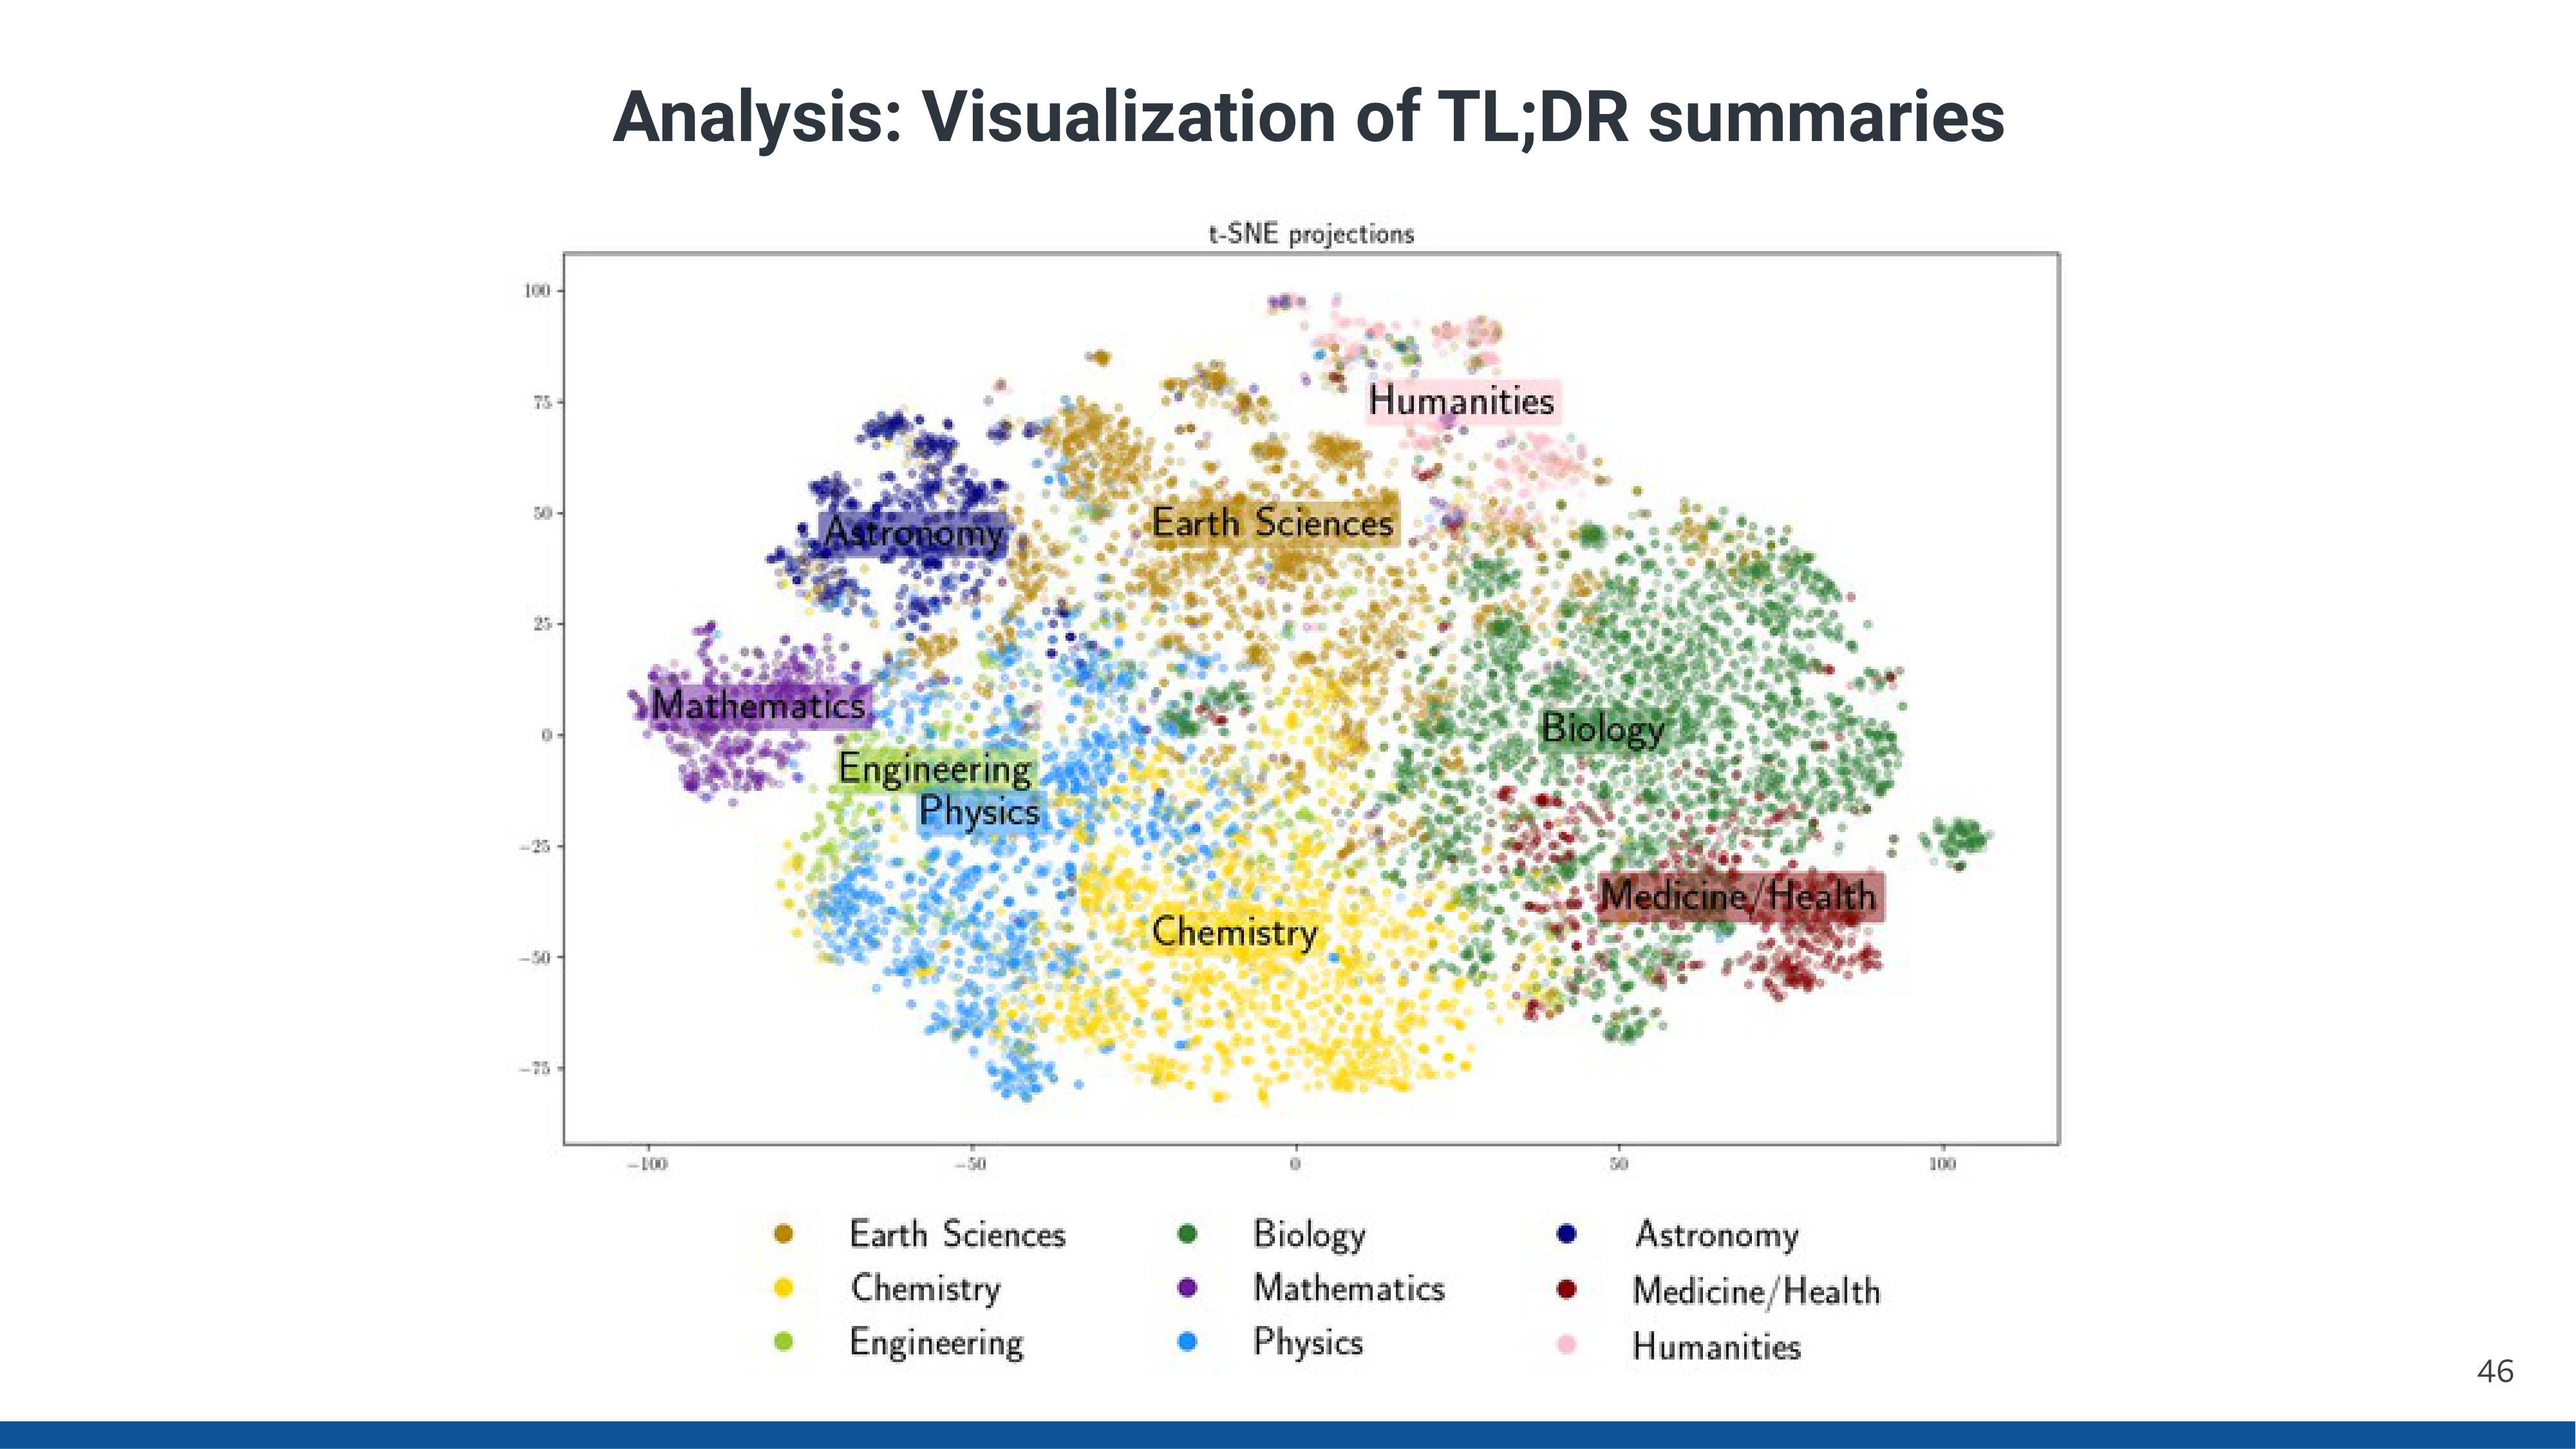 Analysis: Visualization of TL;DR summaries
t-SNE projections
100
75
50
25
0
−25
−50
−75
Humanities
Astronomy
Earth Sciences
Mathematics
Biology
Engineering
Physics
Medicine/Health
Chemistry
−100 −50 0 50 100
Earth Sciences Biology Astronomy
Chemistry Mathematics Medicine/Health
Engineering Physics Humanities
46